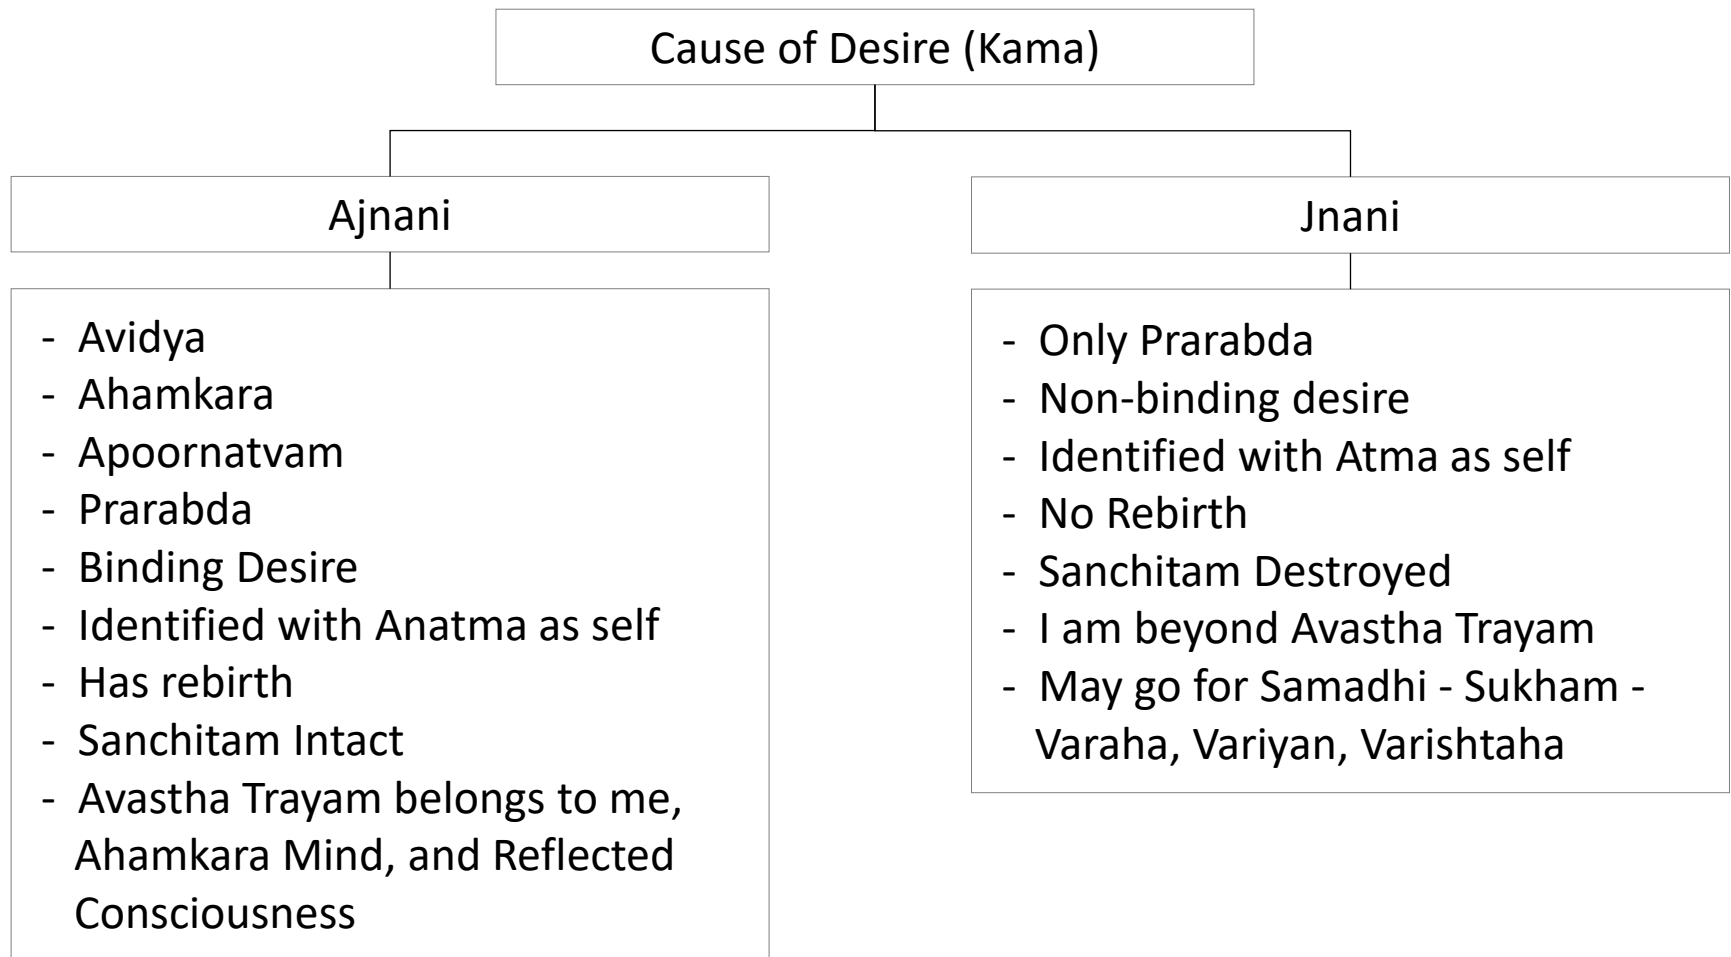 Cause of Desire (Kama)
Ajnani
- Avidya
- Ahamkara
- Apoornatvam
- Prarabda
- Binding Desire
- Identified with Anatma as self
- Has rebirth
- Sanchitam Intact
- Avastha Trayam belongs to me,
Ahamkara Mind, and Reflected
Consciousness
Jnani
- Only Prarabda
- Non-binding desire
- Identified with Atma as self
- No Rebirth
- Sanchitam Destroyed
- I am beyond Avastha Trayam
- May go for Samadhi - Sukham -
Varaha, Variyan, Varishtaha